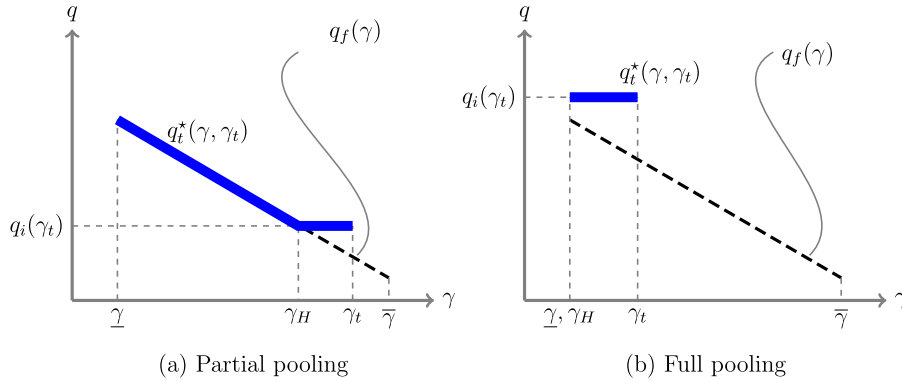 q
q_f(γ)
q_t^⋆(γ, γ_t)
q_i(γ_t)
γ
γ̲
γ_H
γ_t
γ̅
(a) Partial pooling
q
q_f(γ)
q_t^⋆(γ, γ_t)
q_i(γ_t)
γ
γ̲, γ_H
γ_t
γ̅
(b) Full pooling